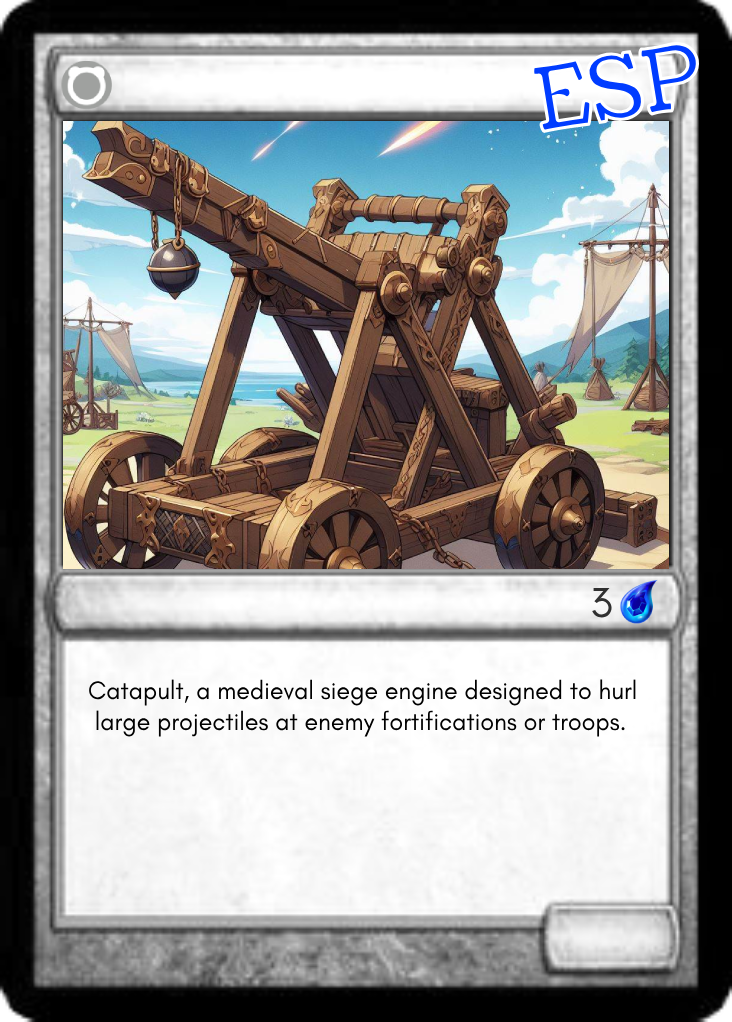 ESP
3
Catapult, a medieval siege engine designed to hurl
large projectiles at enemy fortifications or troops.